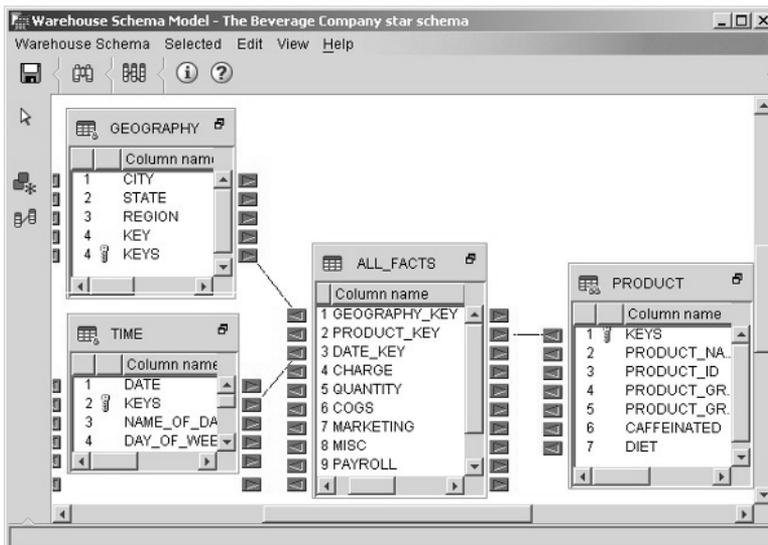 Warehouse Schema Model - The Beverage Company star schema
Warehouse Schema Selected Edit View Help
GEOGRAPHY
Column name
1 CITY
2 STATE
3 REGION
4 KEY
4 KEYS
TIME
Column name
1 DATE
2 KEYS
3 NAME_OF_DA
4 DAY_OF_WEE
ALL_FACTS
Column name
1 GEOGRAPHY_KEY
2 PRODUCT_KEY
3 DATE_KEY
4 CHARGE
5 QUANTITY
6 COGS
7 MARKETING
8 MISC
9 PAYROLL
PRODUCT
Column name
1 KEYS
2 PRODUCT_NA..
3 PRODUCT_ID
4 PRODUCT_GR.
5 PRODUCT_GR.
6 CAFFEINATED
7 DIET